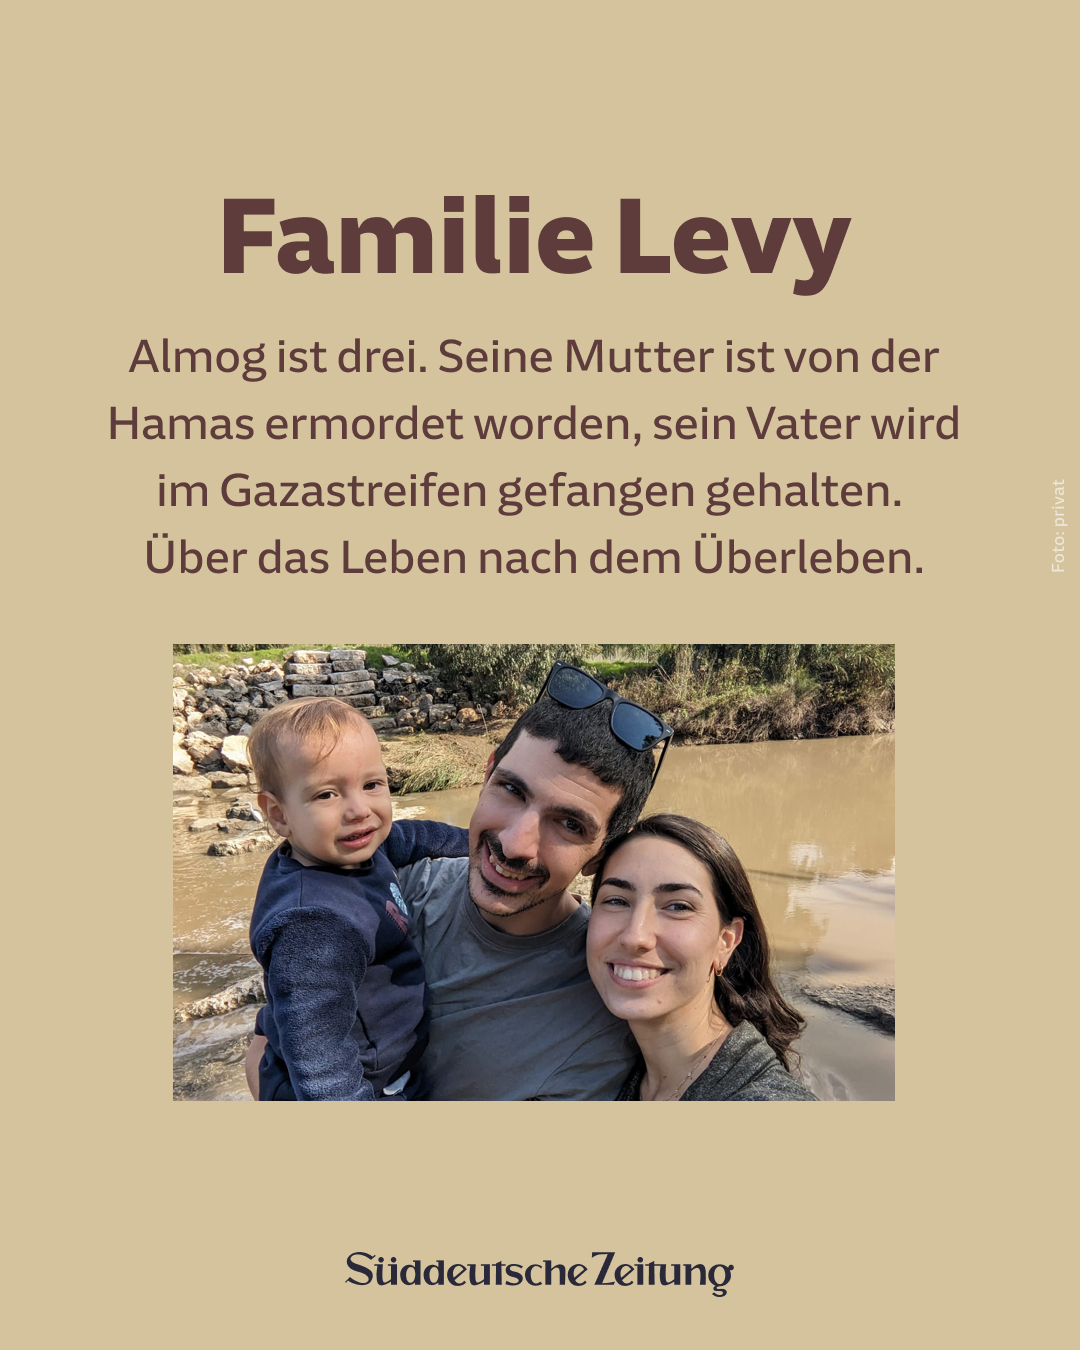 Familie Levy
Almog ist drei. Seine Mutter ist von der
Hamas ermordet worden, sein Vater wird
im Gazastreifen gefangen gehalten.
Über das Leben nach dem Überleben.
Foto: privat
Süddeutsche Zeitung